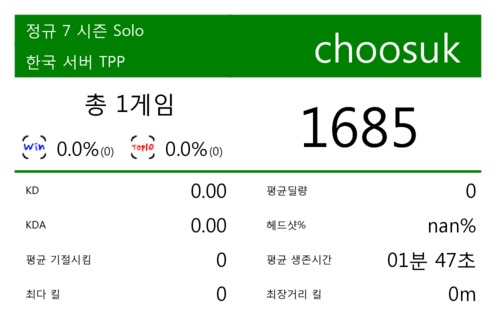 정규 7 시즌 Solo
한국 서버 TPP
choosuk
총 1게임
1685
Win 0.0%(0) Top10 0.0%(0)
KD 0.00 평균딜량 0
KDA 0.00 헤드샷% nan%
평균 기절시킴 0 평균 생존시간 01분 47초
최다 킬 0 최장거리 킬 0m